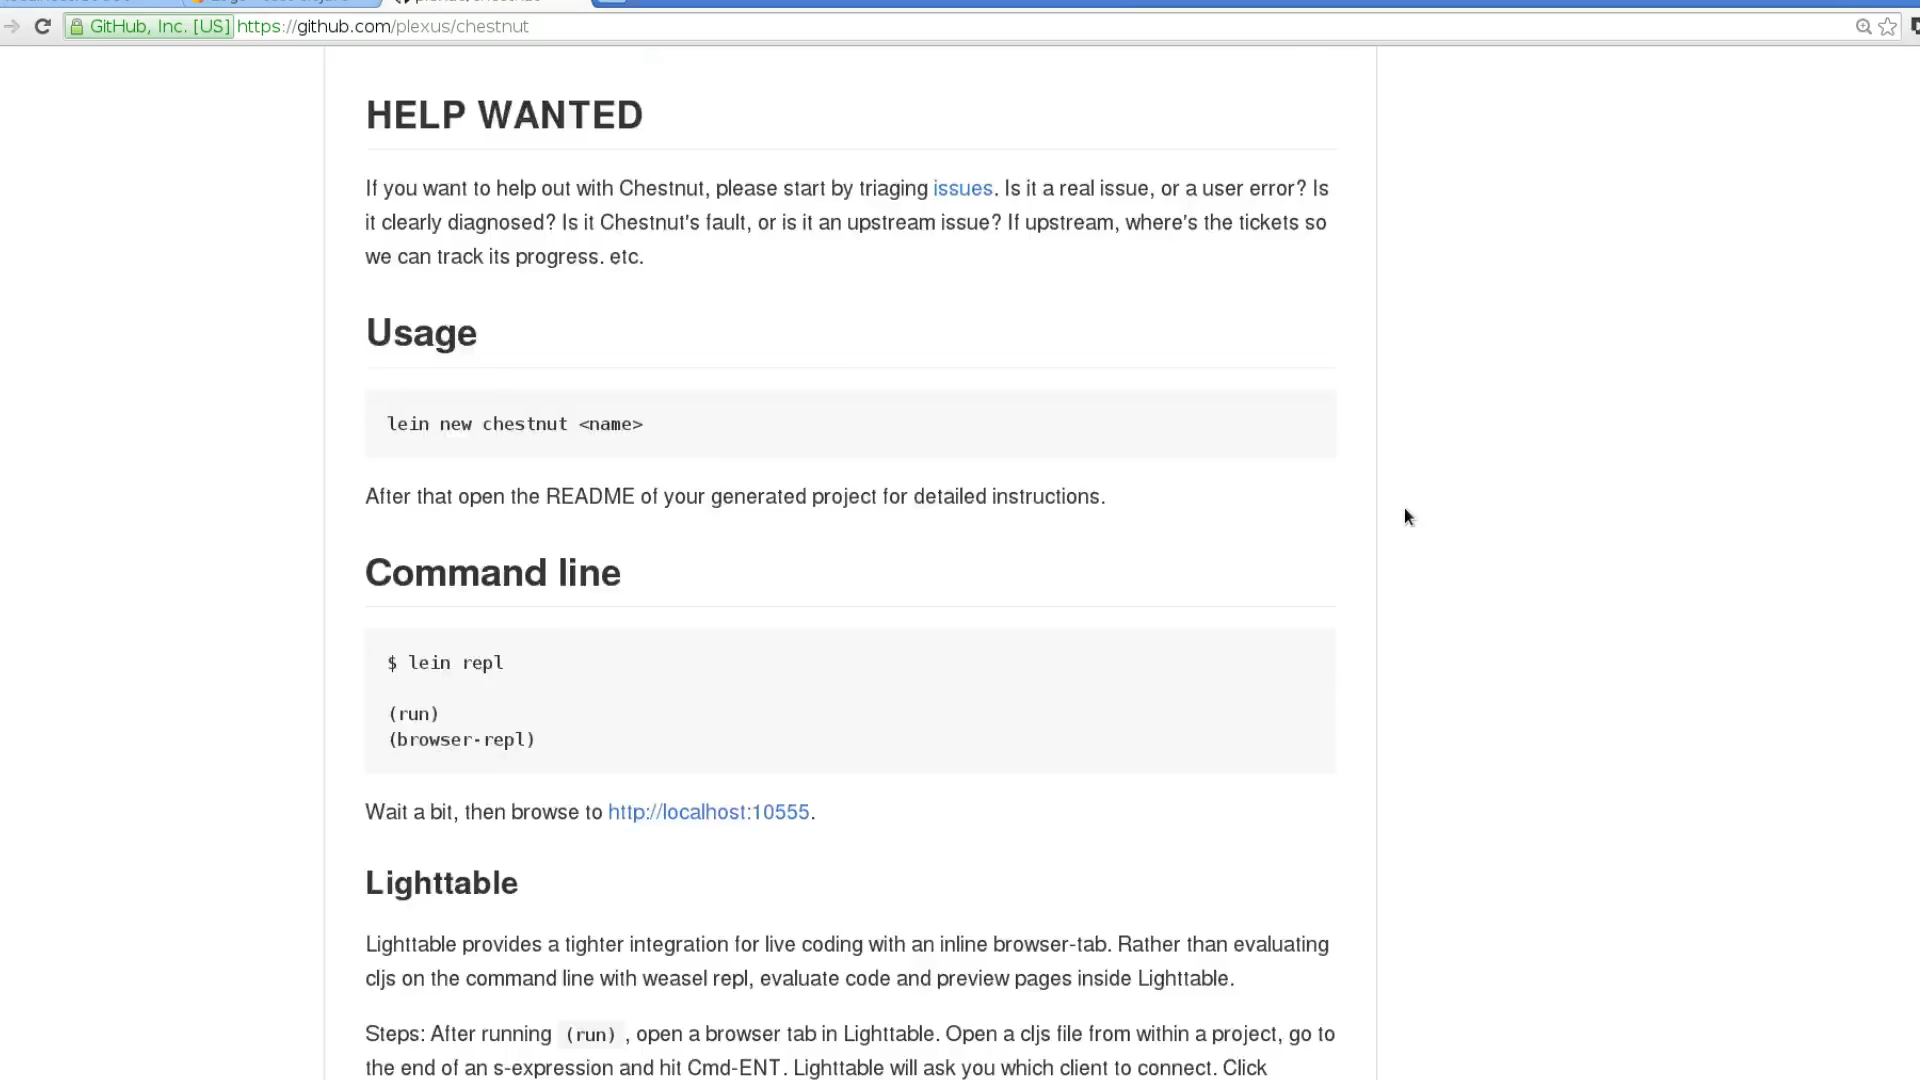 GitHub, Inc. [US] https://github.com/plexus/chestnut
HELP WANTED
If you want to help out with Chestnut, please start by triaging issues. Is it a real issue, or a user error? Is
it clearly diagnosed? Is it Chestnut's fault, or is it an upstream issue? If upstream, where's the tickets so
we can track its progress. etc.
Usage
lein new chestnut <name>
After that open the README of your generated project for detailed instructions.
Command line
$ lein repl
(run)
(browser-repl)
Wait a bit, then browse to http://localhost:10555.
Lighttable
Lighttable provides a tighter integration for live coding with an inline browser-tab. Rather than evaluating
cljs on the command line with weasel repl, evaluate code and preview pages inside Lighttable.
Steps: After running (run) , open a browser tab in Lighttable. Open a cljs file from within a project, go to
the end of an s-expression and hit Cmd-ENT. Lighttable will ask you which client to connect. Click